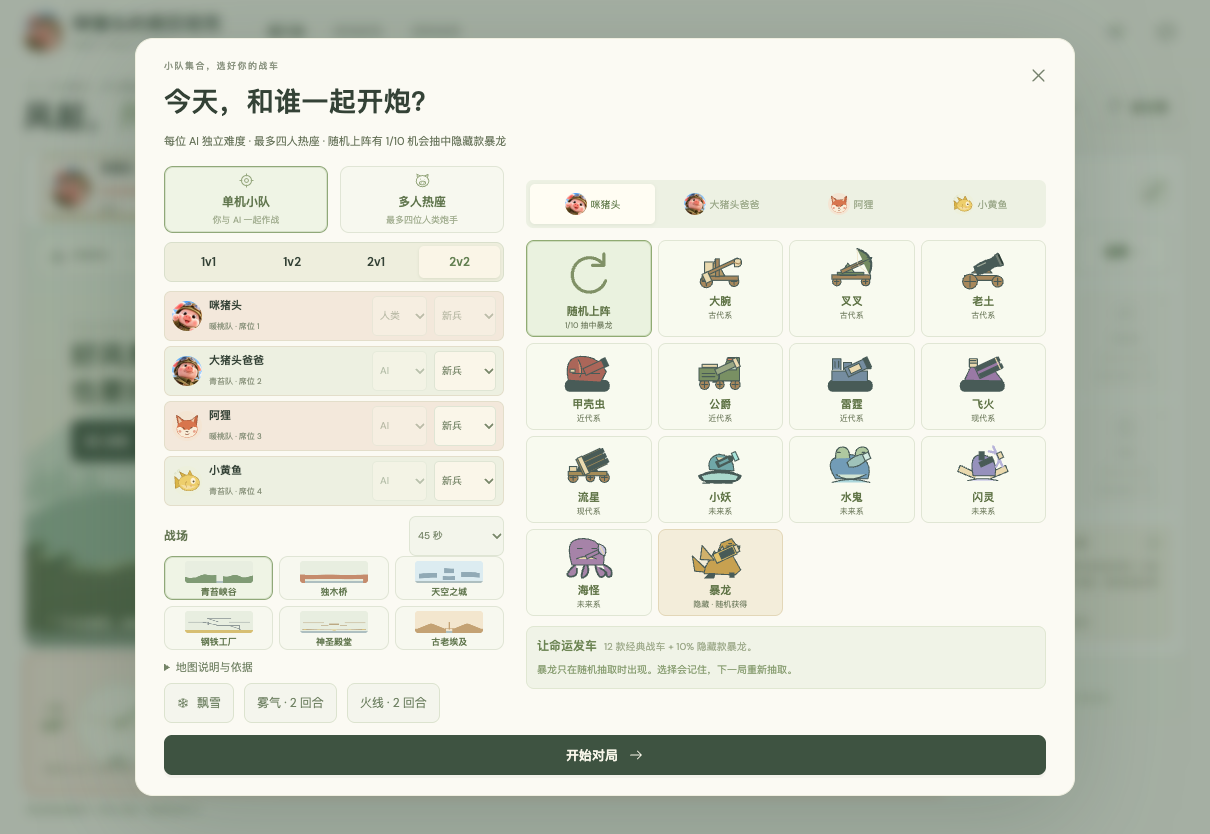 小队集合，选好你的战车
今天，和谁一起开炮?
每位 AI 独立难度 · 最多四人热座 · 随机上阵有 1/10 机会抽中隐藏款暴龙
单机小队
你与 AI 一起作战
多人热座
最多四位人类炮手
1v1
1v2
2v1
2v2
咪猪头
暖桃队 · 席位 1
人类
新兵
大猪头爸爸
青苔队 · 席位 2
AI
新兵
阿狸
暖桃队 · 席位 3
AI
新兵
小黄鱼
青苔队 · 席位 4
AI
新兵
战场
45 秒
青苔峡谷
独木桥
天空之城
钢铁工厂
神圣殿堂
古老埃及
地图说明与依据
飘雪
雾气 · 2 回合
火线 · 2 回合
咪猪头
大猪头爸爸
阿狸
小黄鱼
随机上阵
1/10 抽中暴龙
大腕
古代系
叉叉
古代系
老土
古代系
甲壳虫
近代系
公爵
近代系
雷霆
近代系
飞火
现代系
流星
现代系
小妖
未来系
水鬼
未来系
闪灵
未来系
海怪
未来系
暴龙
隐藏 · 随机获得
让命运发车 12 款经典战车 + 10% 隐藏款暴龙。
暴龙只在随机抽取时出现。选择会记住，下一局重新抽取。
开始对局 →